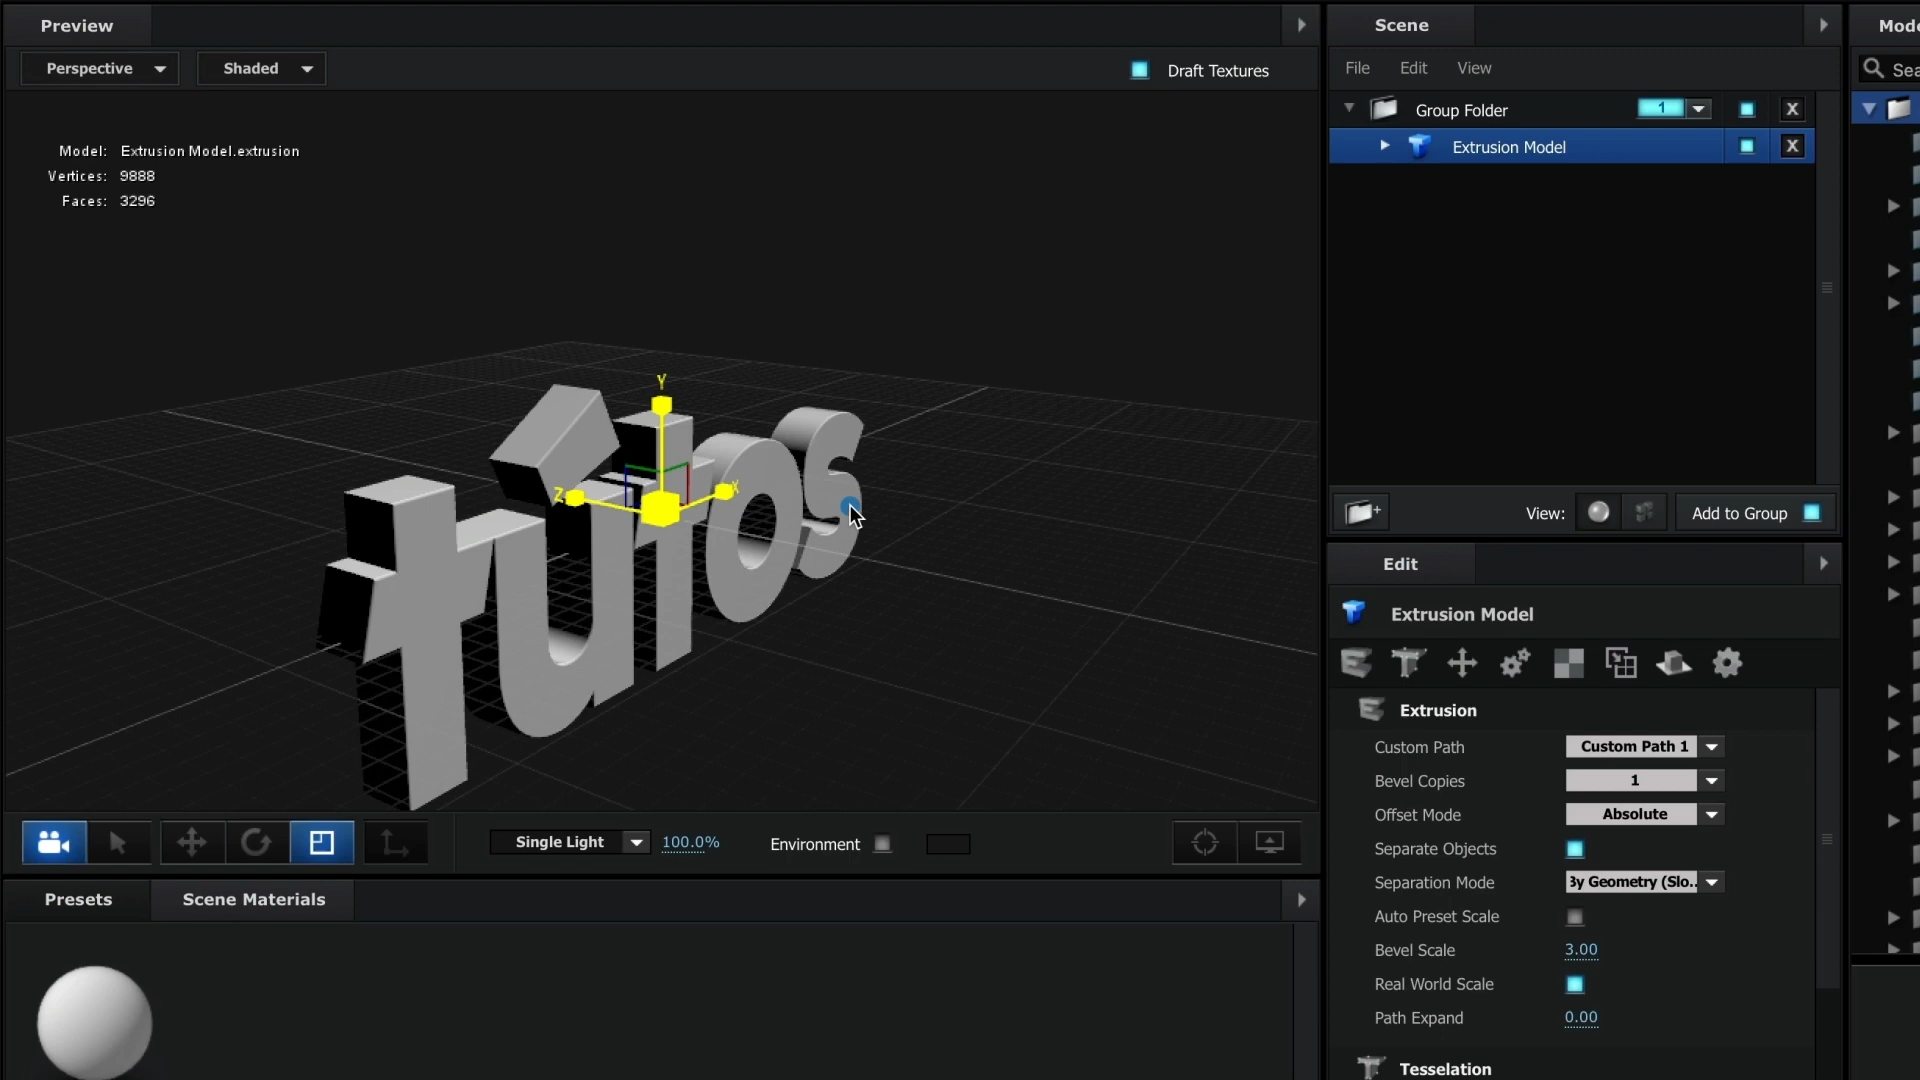 Preview
Perspective
Shaded
Draft Textures
Model: Extrusion Model.extrusion
Vertices: 9888
Faces: 3296
Y
Z
X
tútos
Single Light
100.0%
Environment
Presets
Scene Materials
Scene
File Edit View
Group Folder
1
X
Extrusion Model
X
View:
Add to Group
Edit
Extrusion Model
Extrusion
Custom Path Custom Path 1
Bevel Copies 1
Offset Mode Absolute
Separate Objects
Separation Mode By Geometry (Slo..
Auto Preset Scale
Bevel Scale 3.00
Real World Scale
Path Expand 0.00
Tesselation
Mode
Sea